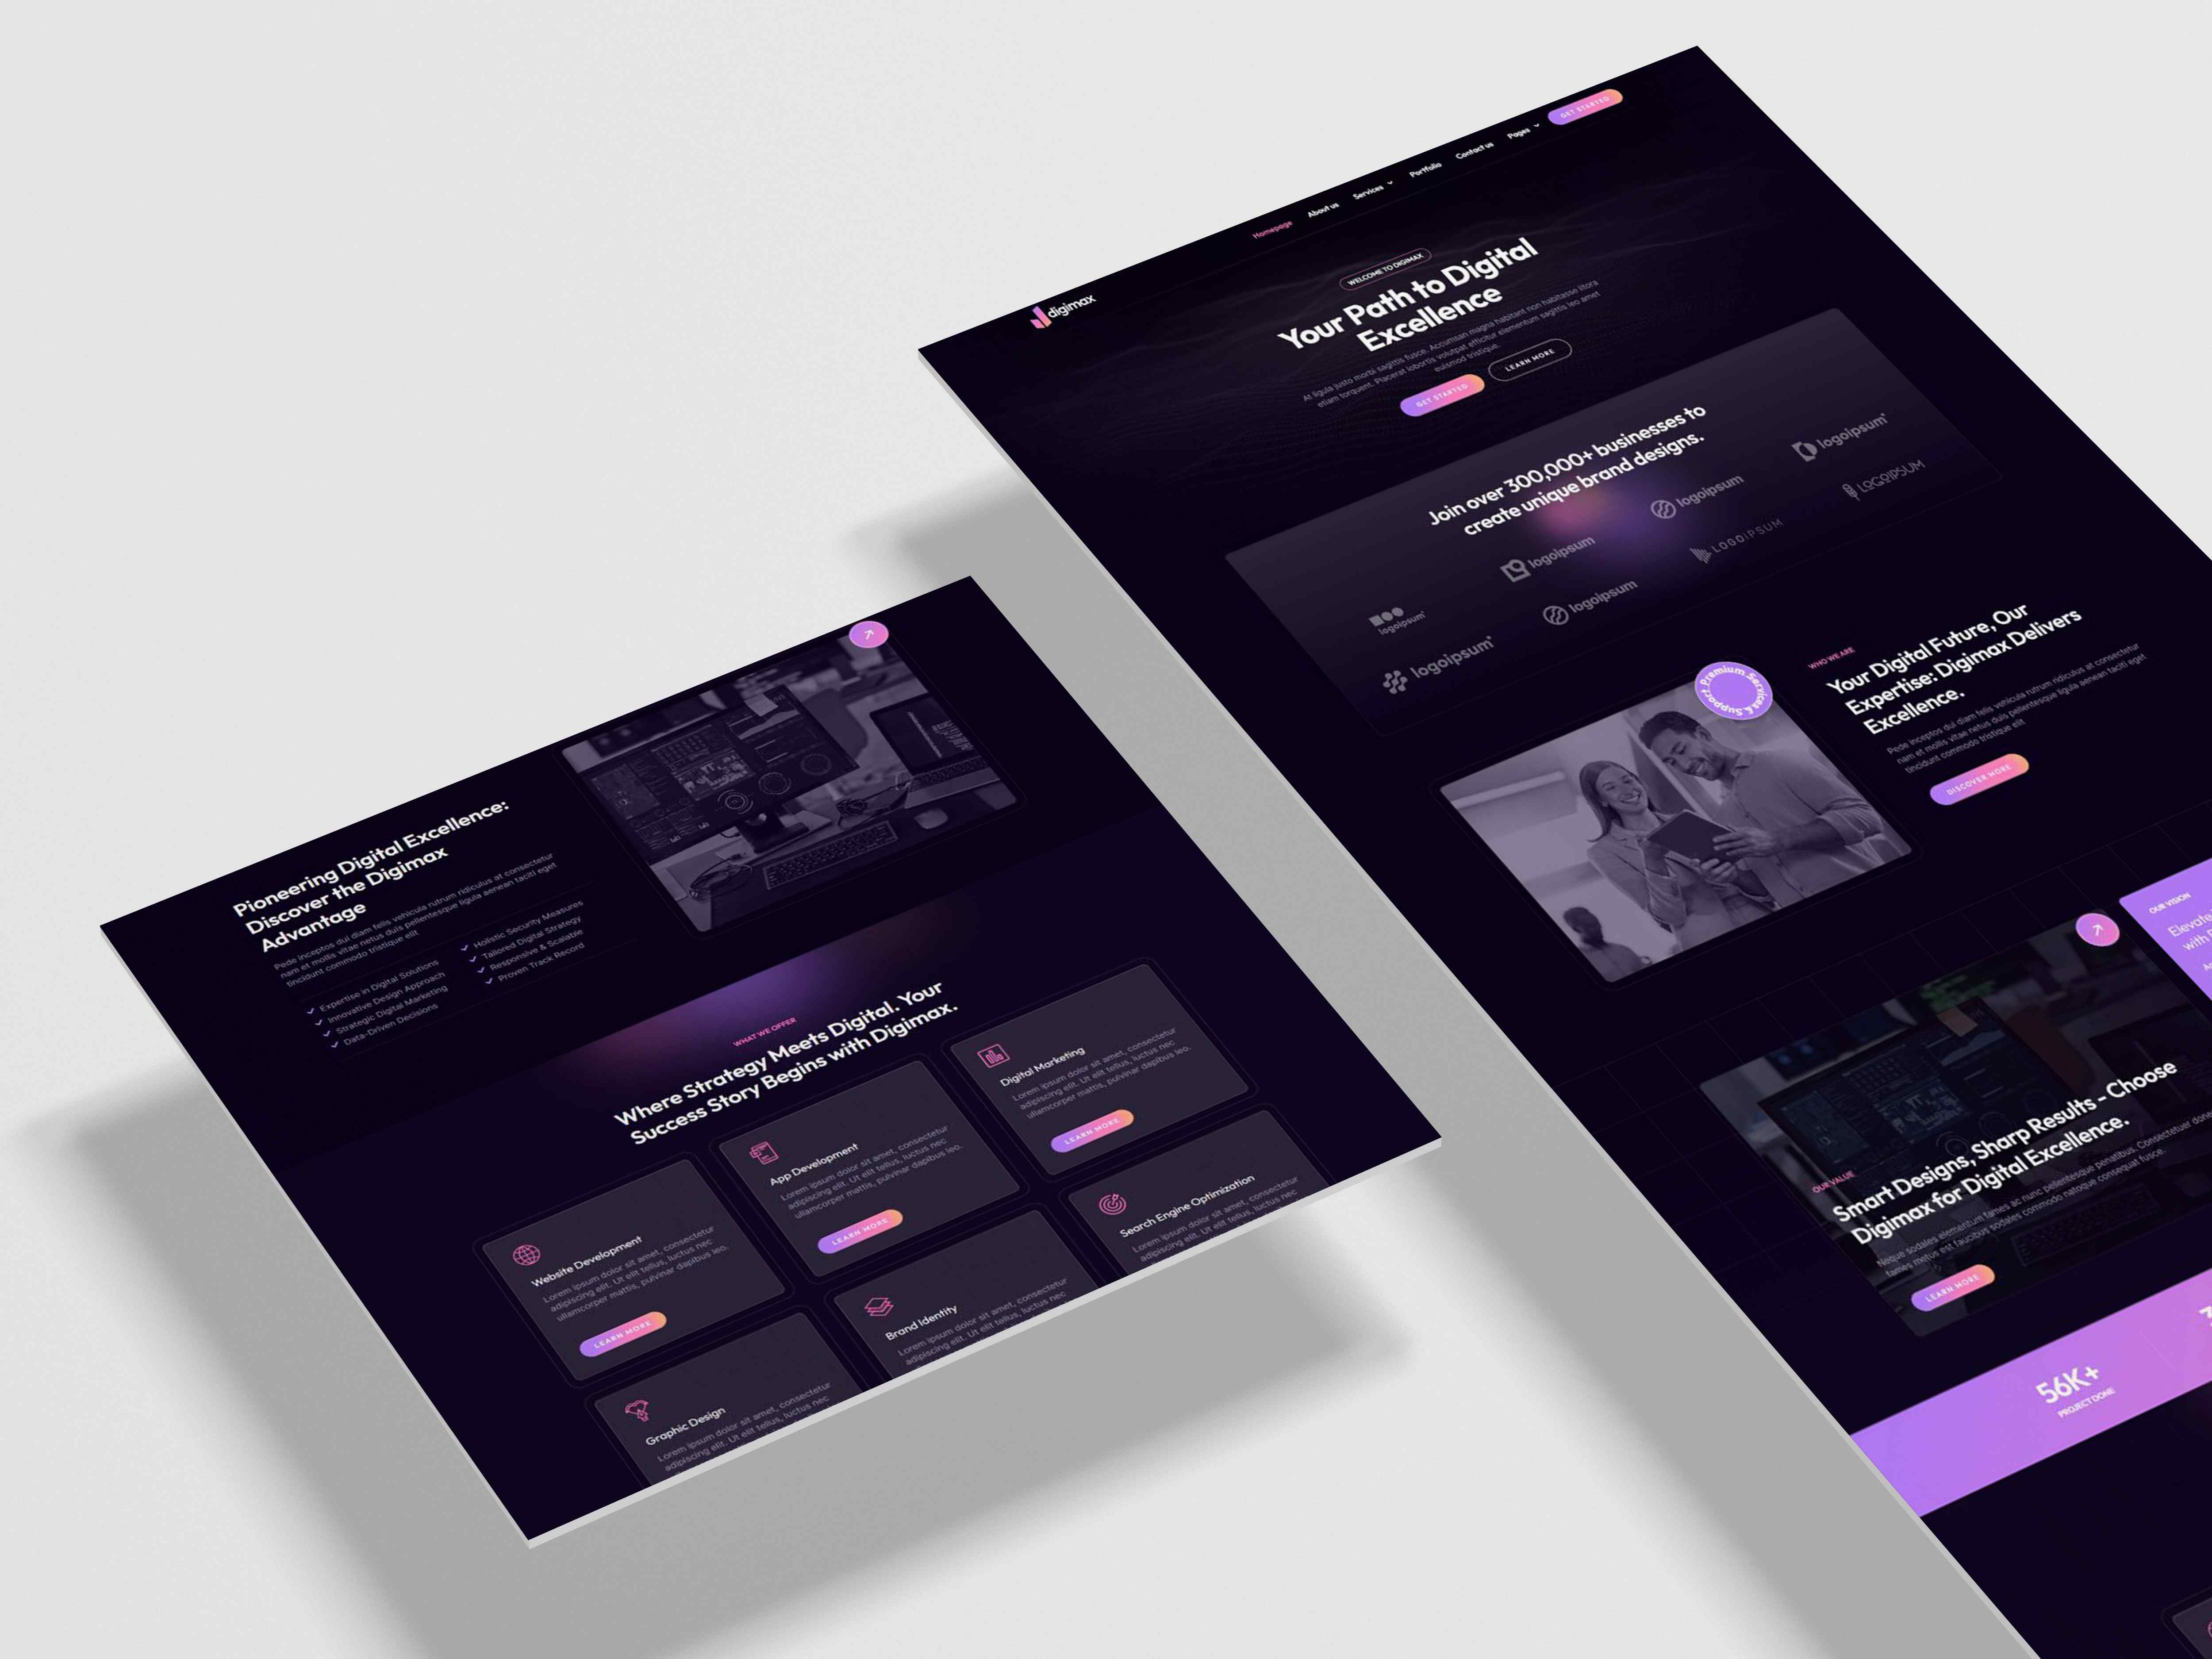 digimax
Homepage
About us
Services
Portfolio
Contact us
Pages
GET STARTED
WELCOME TO DIGIMAX
Your Path to Digital
Excellence
At ligula justo morbi sagittis fusce. Accumsan magna habitant non habitasse litora
etiam torquent. Placerat lobortis volutpat efficitur elementum sagittis leo amet
euismod tristique.
GET STARTED
LEARN MORE
Join over 300,000+ businesses to
create unique brand designs.
logoipsum
logoipsum
logoipsum
logoipsum
logoipsum
logoipsum
LOGOIPSUM
LOGOIPSUM
Premium Services & Support
WHO WE ARE
Your Digital Future, Our
Expertise: Digimax Delivers
Excellence.
Pede inceptos dui diam felis vehicula rutrum ridiculus at consectetur
nam et mollis vitae netus duis pellentesque ligula aenean taciti eget
tincidunt commodo tristique elit
DISCOVER MORE
OUR VISION
Elevate
with
OUR VALUE
Smart Designs, Sharp Results - Choose
Digimax for Digital Excellence.
Neque sodales elementum fames ac nunc pellentesque penatibus. Consectetuer done
fames metus est faucibus sodales commodo natoque consequat fusce.
LEARN MORE
56K+
PROJECT DONE
Pioneering Digital Excellence:
Discover the Digimax
Advantage
Pede inceptos dui diam felis vehicula rutrum ridiculus at consectetur
nam et mollis vitae netus duis pellentesque ligula aenean taciti eget
tincidunt commodo tristique elit
Expertise in Digital Solutions
Innovative Design Approach
Strategic Digital Marketing
Data-Driven Decisions
Holistic Security Measures
Tailored Digital Strategy
Responsive & Scalable
Proven Track Record
WHAT WE OFFER
Where Strategy Meets Digital. Your
Success Story Begins with Digimax.
Website Development
Lorem ipsum dolor sit amet, consectetur
adipiscing elit. Ut elit tellus, luctus nec
ullamcorper mattis, pulvinar dapibus leo.
LEARN MORE
App Development
Lorem ipsum dolor sit amet, consectetur
adipiscing elit. Ut elit tellus, luctus nec
ullamcorper mattis, pulvinar dapibus leo.
LEARN MORE
Digital Marketing
Lorem ipsum dolor sit amet, consectetur
adipiscing elit. Ut elit tellus, luctus nec
ullamcorper mattis, pulvinar dapibus leo.
LEARN MORE
Graphic Design
Lorem ipsum dolor sit amet, consectetur
adipiscing elit. Ut elit tellus, luctus nec
Brand Identity
Lorem ipsum dolor sit amet, consectetur
adipiscing elit. Ut elit tellus, luctus nec
Search Engine Optimization
Lorem ipsum dolor sit amet, consectetur
adipiscing elit. Ut elit tellus, luctus nec